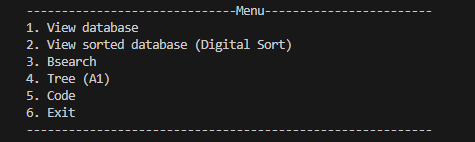 ------------------------------Menu------------------------
1. View database
2. View sorted database (Digital Sort)
3. Bsearch
4. Tree (A1)
5. Code
6. Exit
----------------------------------------------------------